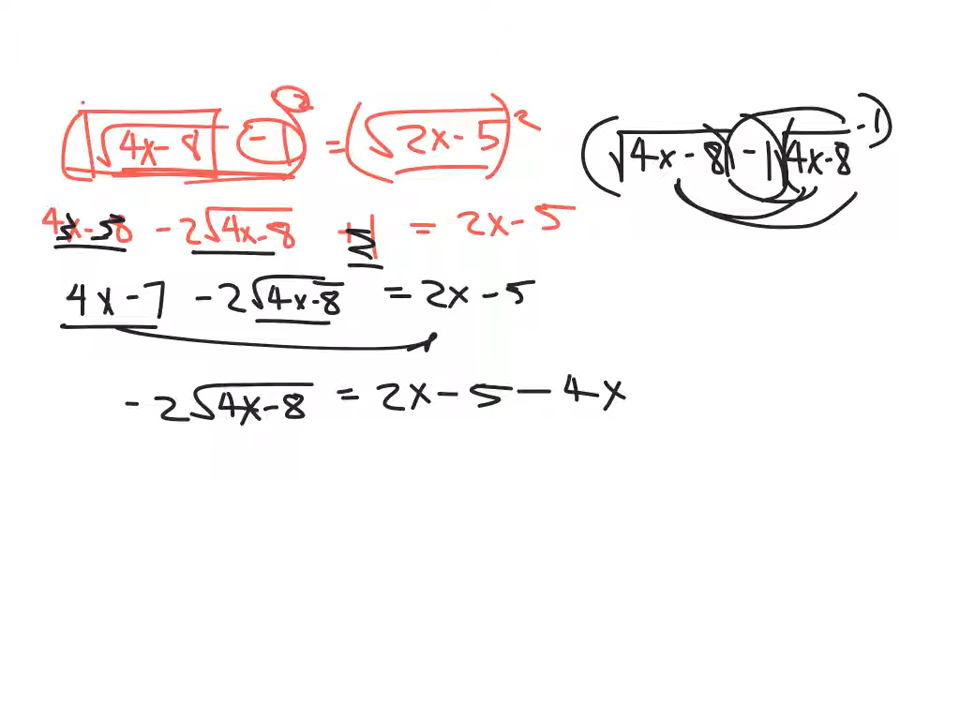 (√4x-8 -1)² = (√2x-5)²
(√4x-8 -1)(√4x-8 -1)
4x-8 -2√4x-8 +1 = 2x-5
4x-7 -2√4x-8 = 2x-5
-2√4x-8 = 2x-5-4x